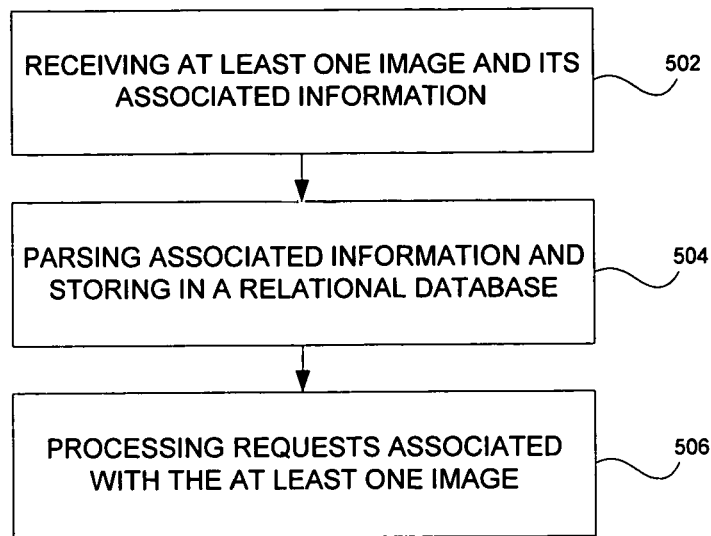 RECEIVING AT LEAST ONE IMAGE AND ITS
ASSOCIATED INFORMATION
502
PARSING ASSOCIATED INFORMATION AND
STORING IN A RELATIONAL DATABASE
504
PROCESSING REQUESTS ASSOCIATED
WITH THE AT LEAST ONE IMAGE
506